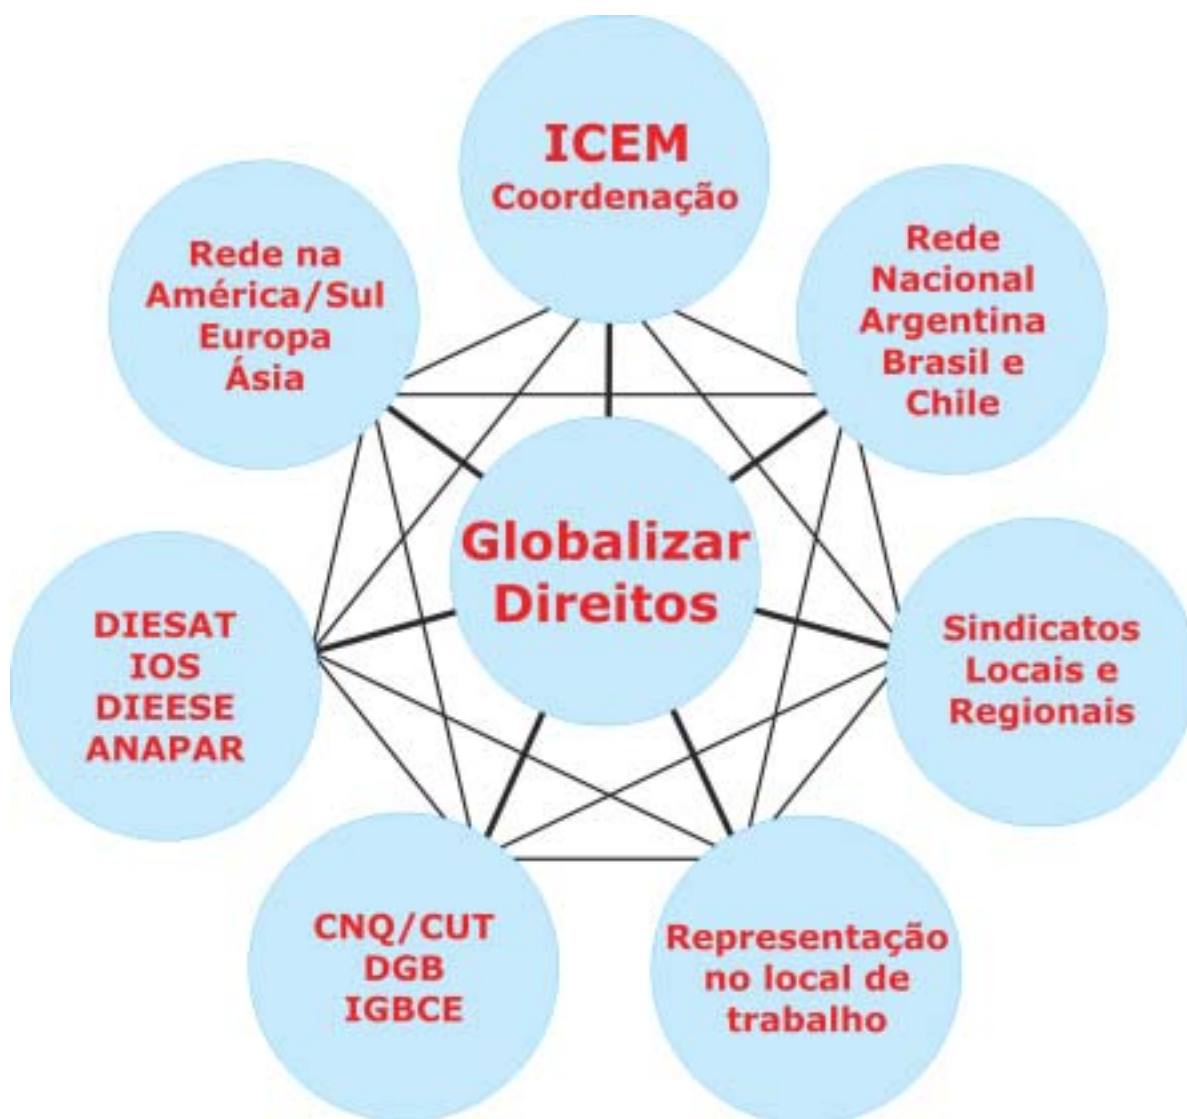 ICEM
Coordenação
Rede na
América/Sul
Europa
Ásia
Rede
Nacional
Argentina
Brasil e
Chile
Globalizar
Direitos
DIESAT
IOS
DIEESE
ANAPAR
Sindicatos
Locais e
Regionais
CNQ/CUT
DGB
IGBCE
Representação
no local de
trabalho